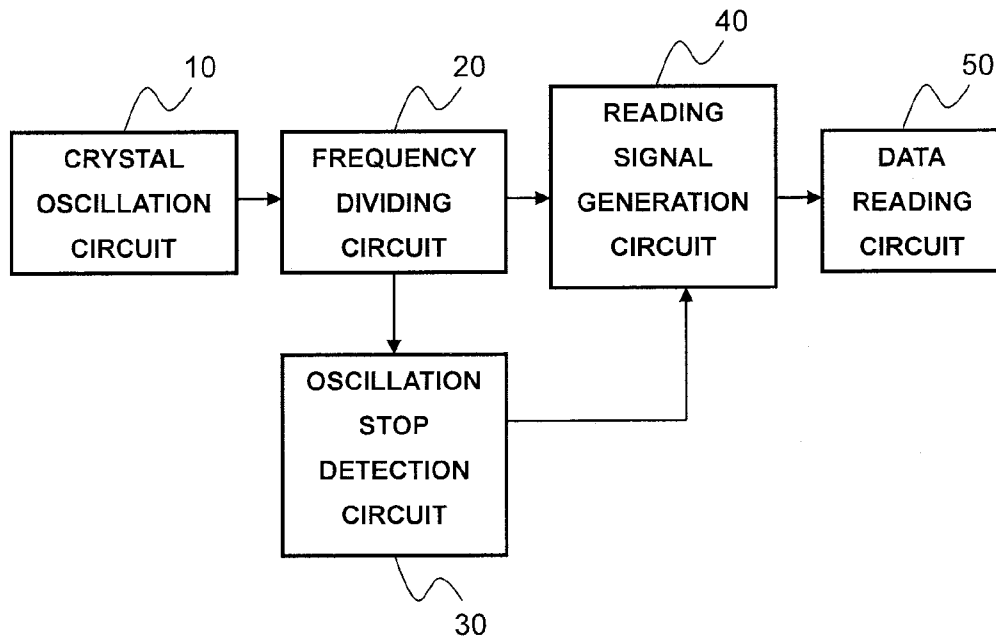 10
CRYSTAL
OSCILLATION
CIRCUIT
20
FREQUENCY
DIVIDING
CIRCUIT
40
READING
SIGNAL
GENERATION
CIRCUIT
50
DATA
READING
CIRCUIT
OSCILLATION
STOP
DETECTION
CIRCUIT
30